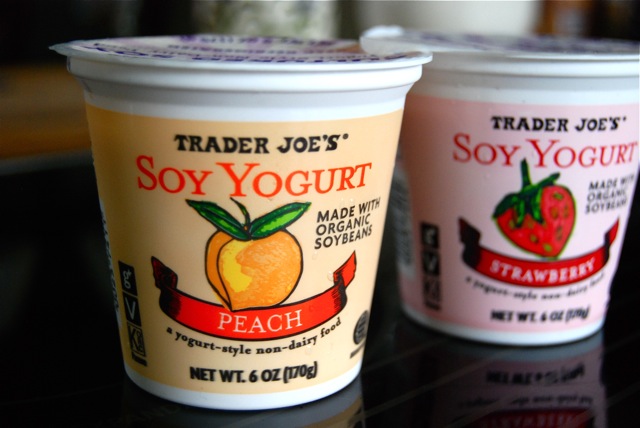 TRADER JOE'S®
SOY YOGURT
MADE WITH
ORGANIC
SOYBEANS
PEACH
a yogurt-style non-dairy food
g
V
NET WT. 6 OZ (170g)
TRADER JOE'S®
SOY YOGURT
MADE WITH
ORGANIC
SOYBEANS
STRAWBERRY
a yogurt-style non-dairy food
g
V
NET WT. 6 OZ (170g)